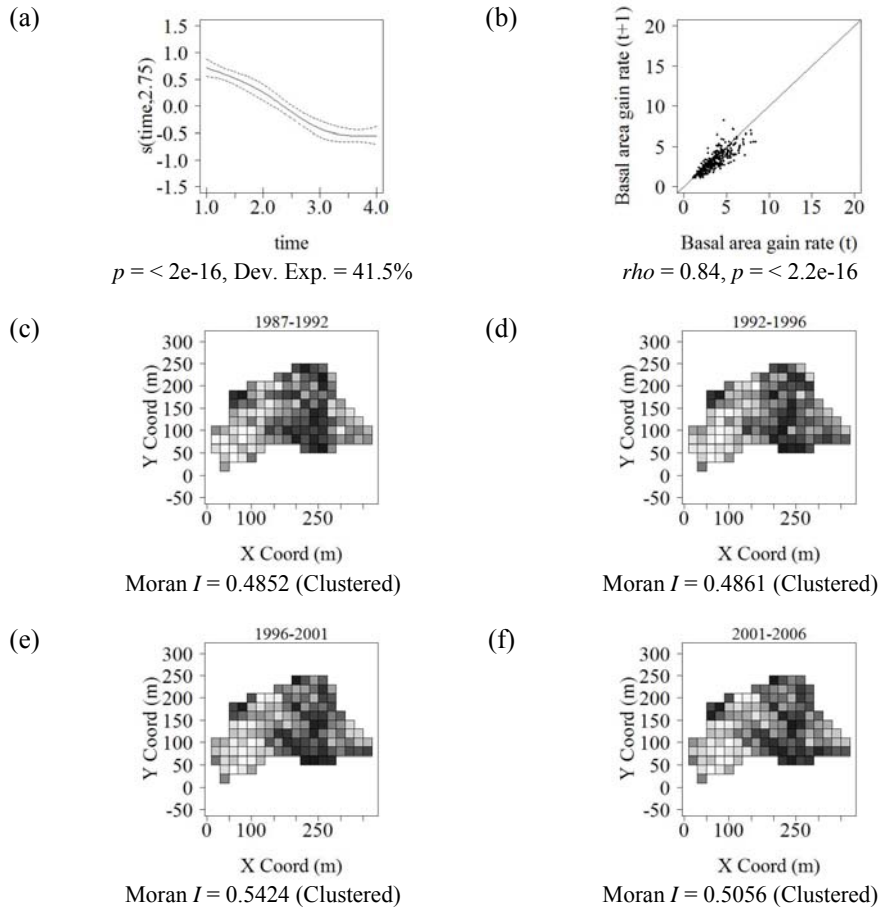 (a)
1.5
1.0
0.5
0.0
-0.5
-1.0
-1.5
s(time,2.75)
1.0 2.0 3.0 4.0
time
p = < 2e-16, Dev. Exp. = 41.5%
(b)
20
15
10
5
0
Basal area gain rate (t+1)
0 5 10 15 20
Basal area gain rate (t)
rho = 0.84, p = < 2.2e-16
(c)
1987-1992
300
250
200
150
100
50
0
-50
Y Coord (m)
0 100 250
X Coord (m)
Moran I = 0.4852 (Clustered)
(d)
1992-1996
300
250
200
150
100
50
0
-50
Y Coord (m)
0 100 250
X Coord (m)
Moran I = 0.4861 (Clustered)
(e)
1996-2001
300
250
200
150
100
50
0
-50
Y Coord (m)
0 100 250
X Coord (m)
Moran I = 0.5424 (Clustered)
(f)
2001-2006
300
250
200
150
100
50
0
-50
Y Coord (m)
0 100 250
X Coord (m)
Moran I = 0.5056 (Clustered)